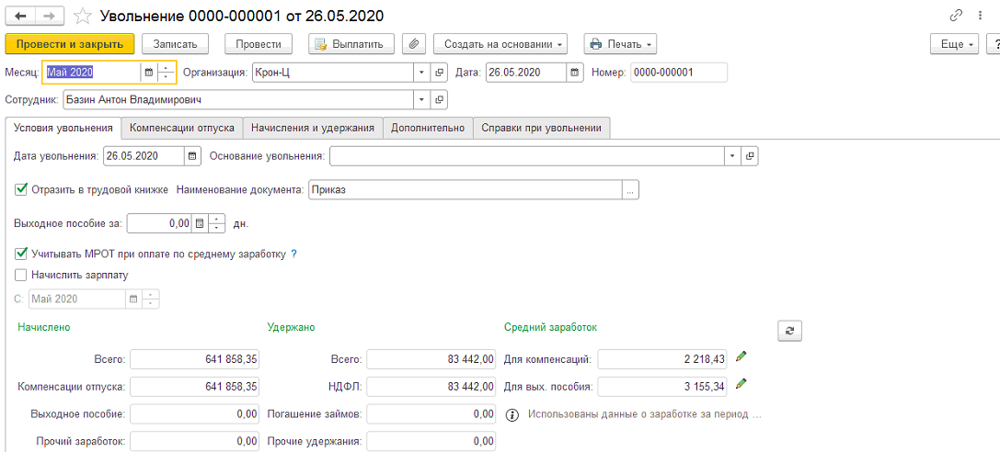 Увольнение 0000-000001 от 26.05.2020
Провести и закрыть Записать Провести Выплатить Создать на основании Печать Еще ?
Месяц: Май 2020 Организация: Крон-Ц Дата: 26.05.2020 Номер: 0000-000001
Сотрудник: Базин Антон Владимирович
Условия увольнения Компенсации отпуска Начисления и удержания Дополнительно Справки при увольнении
Дата увольнения: 26.05.2020 Основание увольнения:
Отразить в трудовой книжке Наименование документа: Приказ ...
Выходное пособие за: 0,00 дн.
Учитывать МРОТ при оплате по среднему заработку ?
Начислить зарплату
С: Май 2020
Начислено Удержано Средний заработок
Всего: 641 858,35 Всего: 83 442,00 Для компенсаций: 2 218,43
Компенсации отпуска: 641 858,35 НДФЛ: 83 442,00 Для вых. пособия: 3 155,34
Выходное пособие: 0,00 Погашение займов: 0,00 Использованы данные о заработке за период ...
Прочий заработок: 0,00 Прочие удержания: 0,00